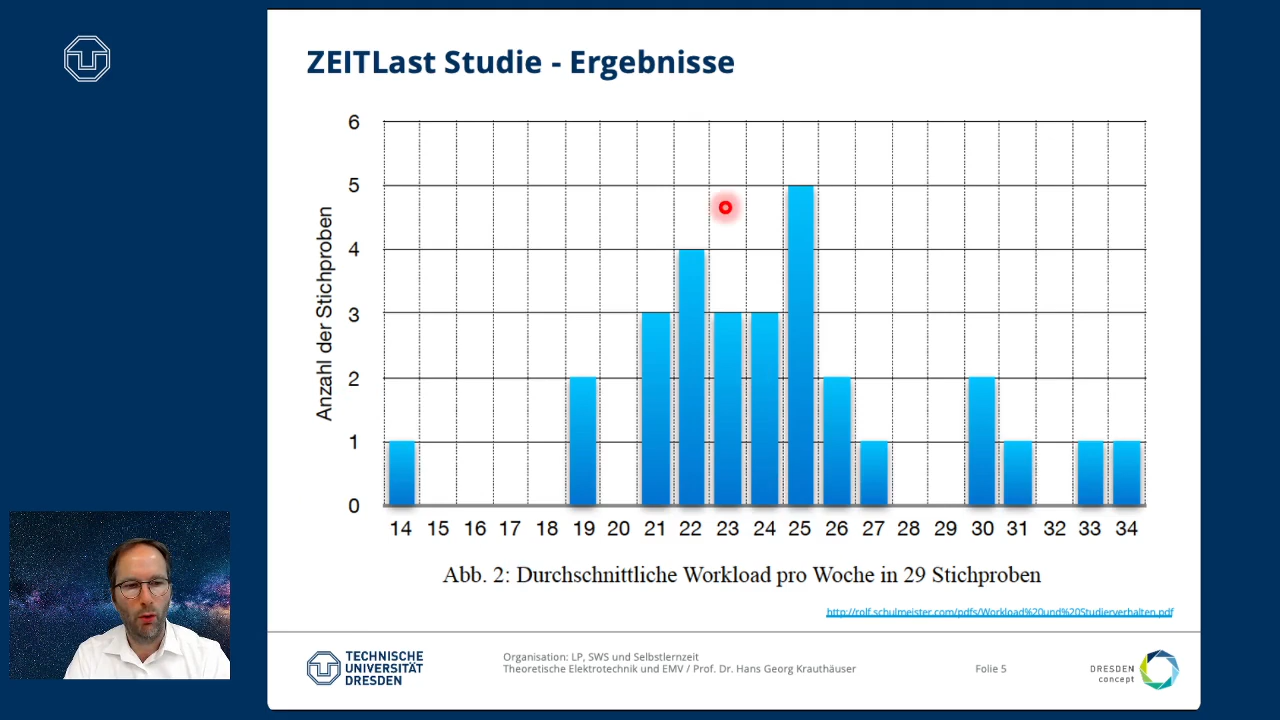 ZEITLast Studie - Ergebnisse
6
5
4
3
2
1
0
Anzahl der Stichproben
14 15 16 17 18 19 20 21 22 23 24 25 26 27 28 29 30 31 32 33 34
Abb. 2: Durchschnittliche Workload pro Woche in 29 Stichproben
http://rolf.schulmeister.com/pdfs/Workload%20und%20Studierverhalten.pdf
TECHNISCHE
UNIVERSITÄT
DRESDEN
Organisation: LP, SWS und Selbstlernzeit
Theoretische Elektrotechnik und EMV / Prof. Dr. Hans Georg Krauthäuser
Folie 5
DRESDEN
concept